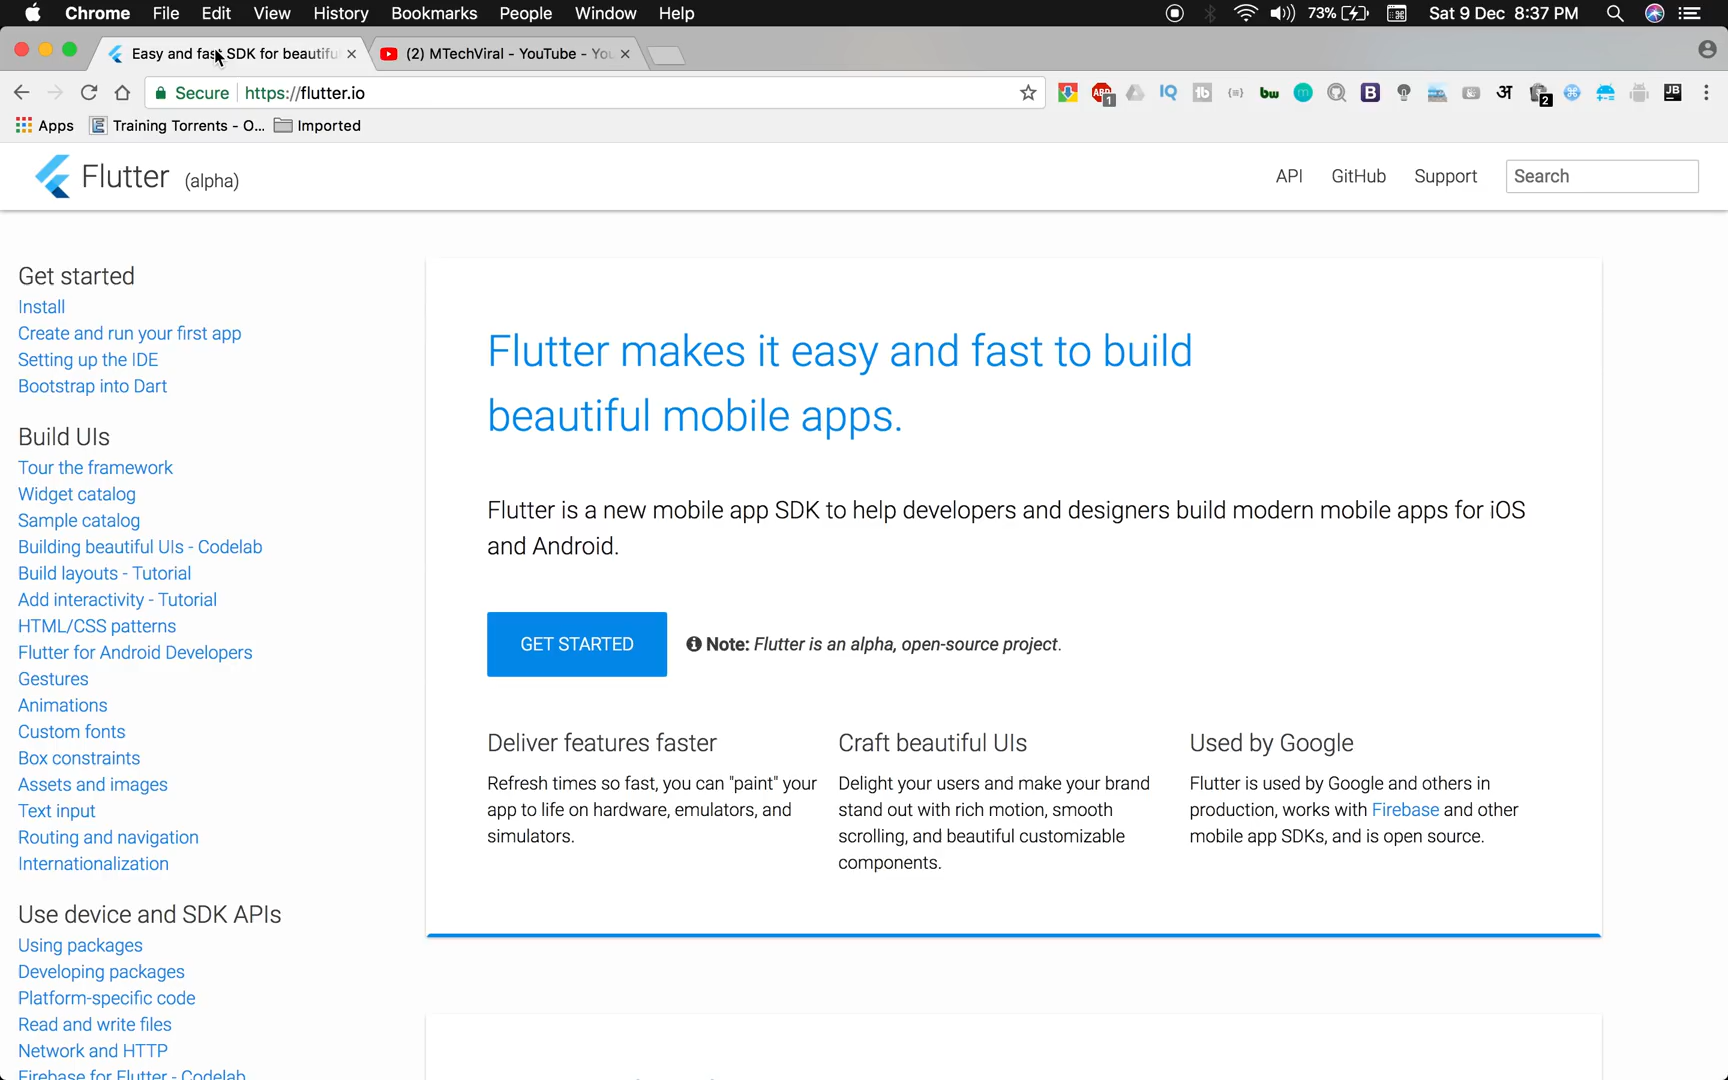 Chrome File Edit View History Bookmarks People Window Help 73% Sat 9 Dec 8:37 PM
Easy and fast SDK for beautifu (2) MTechViral - YouTube - You
Secure https://flutter.io
Apps Training Torrents - O... Imported
Flutter (alpha) API GitHub Support Search
Get started
Install
Create and run your first app
Setting up the IDE
Bootstrap into Dart
Build UIs
Tour the framework
Widget catalog
Sample catalog
Building beautiful UIs - Codelab
Build layouts - Tutorial
Add interactivity - Tutorial
HTML/CSS patterns
Flutter for Android Developers
Gestures
Animations
Custom fonts
Box constraints
Assets and images
Text input
Routing and navigation
Internationalization
Use device and SDK APIs
Using packages
Developing packages
Platform-specific code
Read and write files
Network and HTTP
Firebase for Flutter - Codelab
Flutter makes it easy and fast to build
beautiful mobile apps.
Flutter is a new mobile app SDK to help developers and designers build modern mobile apps for iOS
and Android.
GET STARTED Note: Flutter is an alpha, open-source project.
Deliver features faster
Refresh times so fast, you can "paint" your
app to life on hardware, emulators, and
simulators.
Craft beautiful UIs
Delight your users and make your brand
stand out with rich motion, smooth
scrolling, and beautiful customizable
components.
Used by Google
Flutter is used by Google and others in
production, works with Firebase and other
mobile app SDKs, and is open source.